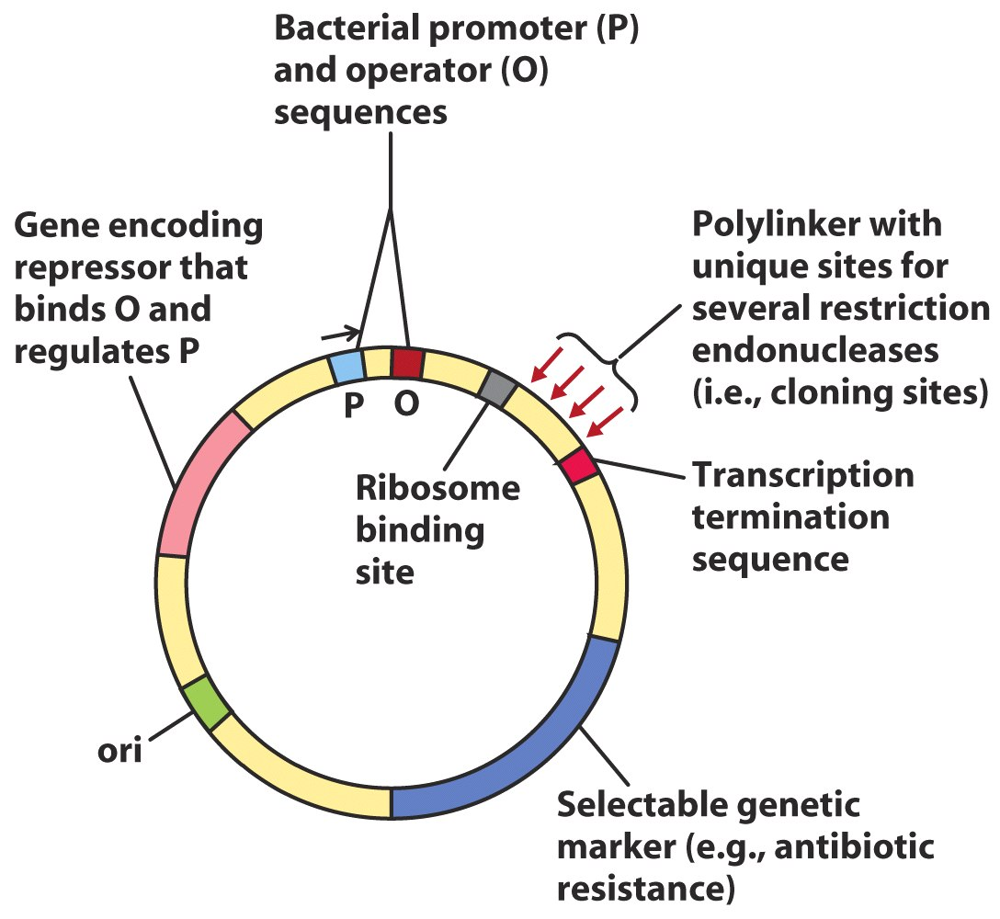 Bacterial promoter (P)
and operator (O)
sequences
Gene encoding
repressor that
binds O and
regulates P
Polylinker with
unique sites for
several restriction
endonucleases
(i.e., cloning sites)
P O
Ribosome
binding
site
Transcription
termination
sequence
ori
Selectable genetic
marker (e.g., antibiotic
resistance)